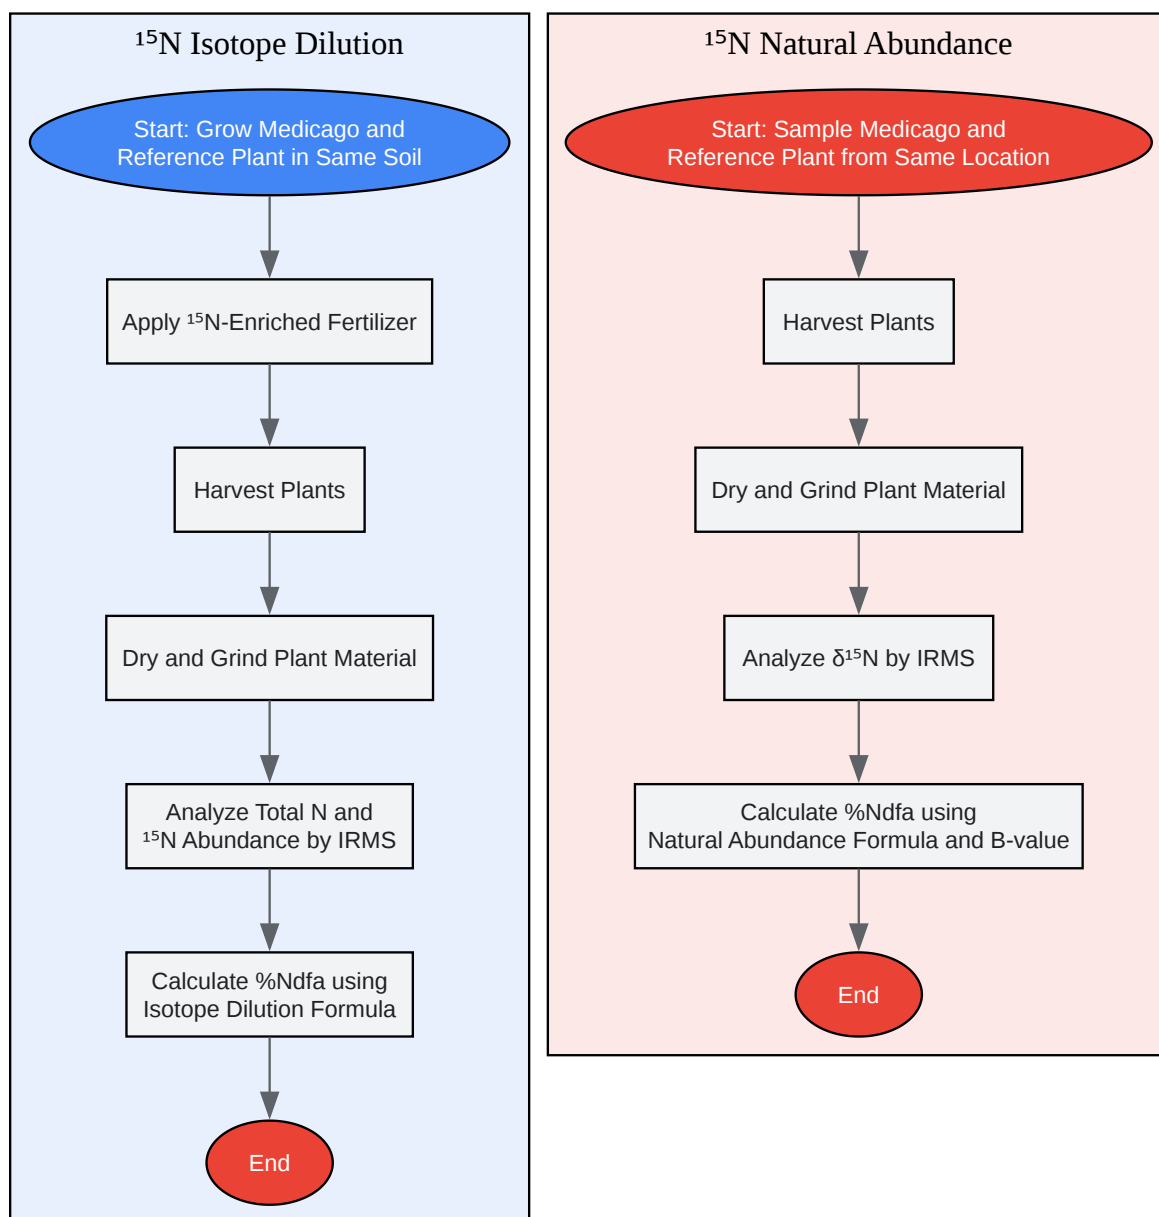 ¹⁵N Isotope Dilution
Start: Grow Medicago and
Reference Plant in Same Soil
Apply ¹⁵N-Enriched Fertilizer
Harvest Plants
Dry and Grind Plant Material
Analyze Total N and
¹⁵N Abundance by IRMS
Calculate %Ndfa using
Isotope Dilution Formula
End
¹⁵N Natural Abundance
Start: Sample Medicago and
Reference Plant from Same Location
Harvest Plants
Dry and Grind Plant Material
Analyze δ¹⁵N by IRMS
Calculate %Ndfa using
Natural Abundance Formula and B-value
End